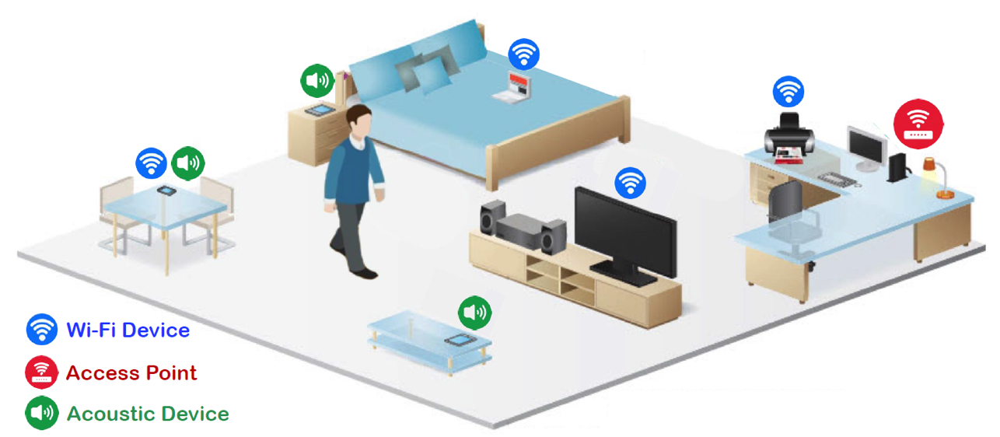 Wi-Fi Device
Access Point
Acoustic Device